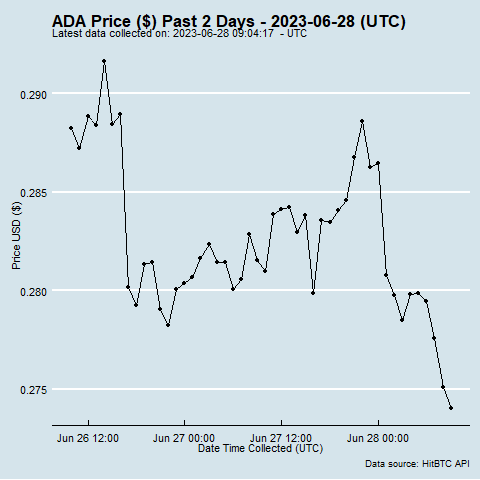 ADA Price ($) Past 2 Days - 2023-06-28 (UTC)
Latest data collected on: 2023-06-28 09:04:17 - UTC
0.290
0.285
0.280
0.275
Price USD ($)
Jun 26 12:00 Jun 27 00:00 Jun 27 12:00 Jun 28 00:00
Date Time Collected (UTC)
Data source: HitBTC API